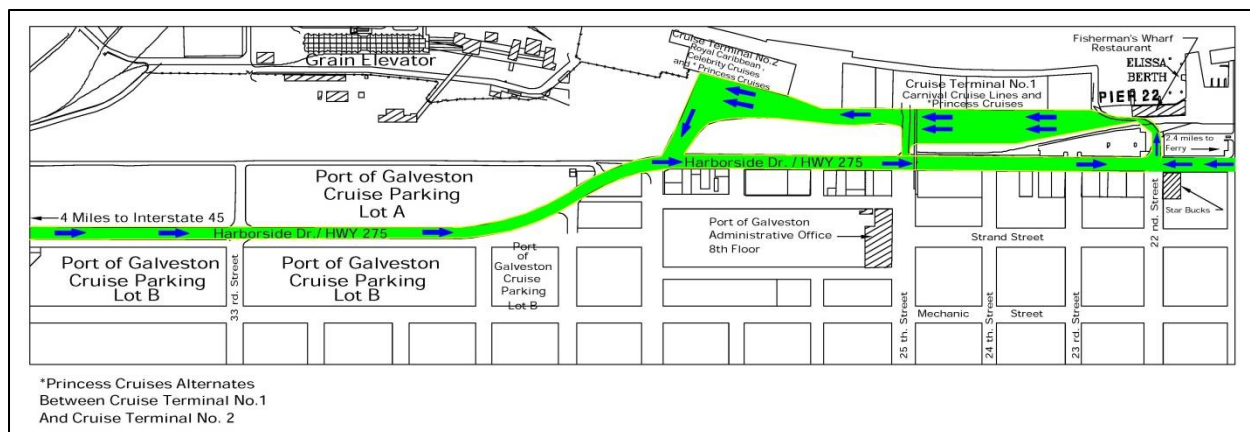 Grain Elevator
Cruise Terminal No.2
Royal Caribbean ,
Celebrity Cruises
and * Princess Cruises
Cruise Terminal No.1
Carnival Cruise Lines and
*Princess Cruises
Fisherman's Wharf
Restaurant
ELISSA
BERTH
PIER 22
2.4 miles to
Ferry
Harborside Dr. / HWY 275
Star Bucks
Port of Galveston
Cruise Parking
Lot A
4 Miles to Interstate 45
Harborside Dr./ HWY 275
Port of Galveston
Cruise Parking
Lot B
33 rd. Street
Port of Galveston
Cruise Parking
Lot B
Port
of
Galveston
Cruise
Parking
Lot B
Port of Galveston
Administrative Office
8th Floor
Strand Street
22 nd. Street
Mechanic Street
25 th. Street
24 th. Street
23 rd. Street
*Princess Cruises Alternates
Between Cruise Terminal No.1
And Cruise Terminal No. 2